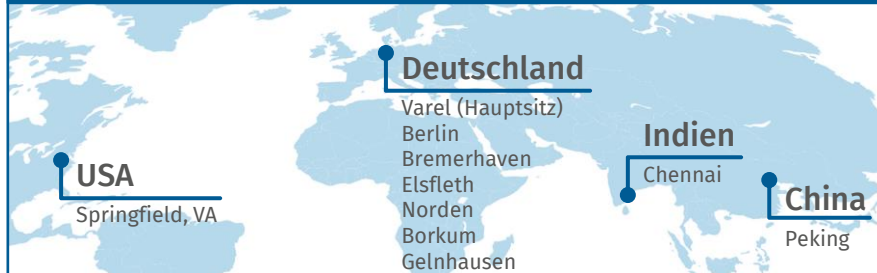 Deutschland
Varel (Hauptsitz)
Berlin
Bremerhaven
Elsfleth
Norden
Borkum
Gelnhausen
USA
Springfield, VA
Indien
Chennai
China
Peking